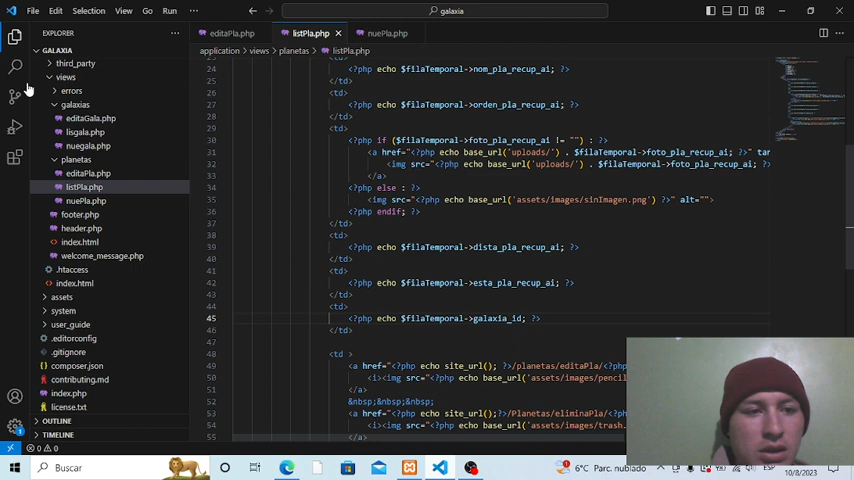 File Edit Selection View Go Run ··· galaxia
EXPLORER ···
editaPla.php listPla.php nuePla.php
GALAXIA
application > views > planetas > listPla.php
third_party
views
errors
galaxias
editaGala.php
lisgala.php
nuegala.php
planetas
editaPla.php
listPla.php
nuePla.php
footer.php
header.php
index.html
welcome_message.php
.htaccess
index.html
assets
system
user_guide
.editorconfig
.gitignore
composer.json
contributing.md
index.php
license.txt
OUTLINE
TIMELINE
24 <?php echo $filaTemporal->nom_pla_recup_ai; ?>
25 </td>
26 <td>
27 <?php echo $filaTemporal->orden_pla_recup_ai; ?>
28 </td>
29 <td>
30 <?php if ($filaTemporal->foto_pla_recup_ai != "") : ?>
31 <a href="<?php echo base_url('uploads/') . $filaTemporal->foto_pla_recup_ai; ?>" tar
32 <img src="<?php echo base_url('uploads/') . $filaTemporal->foto_pla_recup_ai; ?>
33 </a>
34 <?php else : ?>
35 <img src="<?php echo base_url('assets/images/sinImagen.png') ?>" alt="">
36 <?php endif; ?>
37 </td>
38 <td>
39 <?php echo $filaTemporal->dista_pla_recup_ai; ?>
40 </td>
41 <td>
42 <?php echo $filaTemporal->esta_pla_recup_ai; ?>
43 </td>
44 <td>
45 <?php echo $filaTemporal->galaxia_id; ?>
46 </td>
47
48 <td >
49 <a href="<?php echo site_url(); ?>/planetas/editaPla/<?p
50 <i><img src="<?php echo base_url('assets/images/pencil
51 </a>
52 &nbsp;&nbsp;&nbsp;
53 <a href="<?php echo site_url();?>/Planetas/eliminaPla/<?p
54 <i><img src="<?php echo base_url('assets/images/trash.
55 </a>
0 0
Buscar
6°C Parc. nublado
ESP
10/8/2023